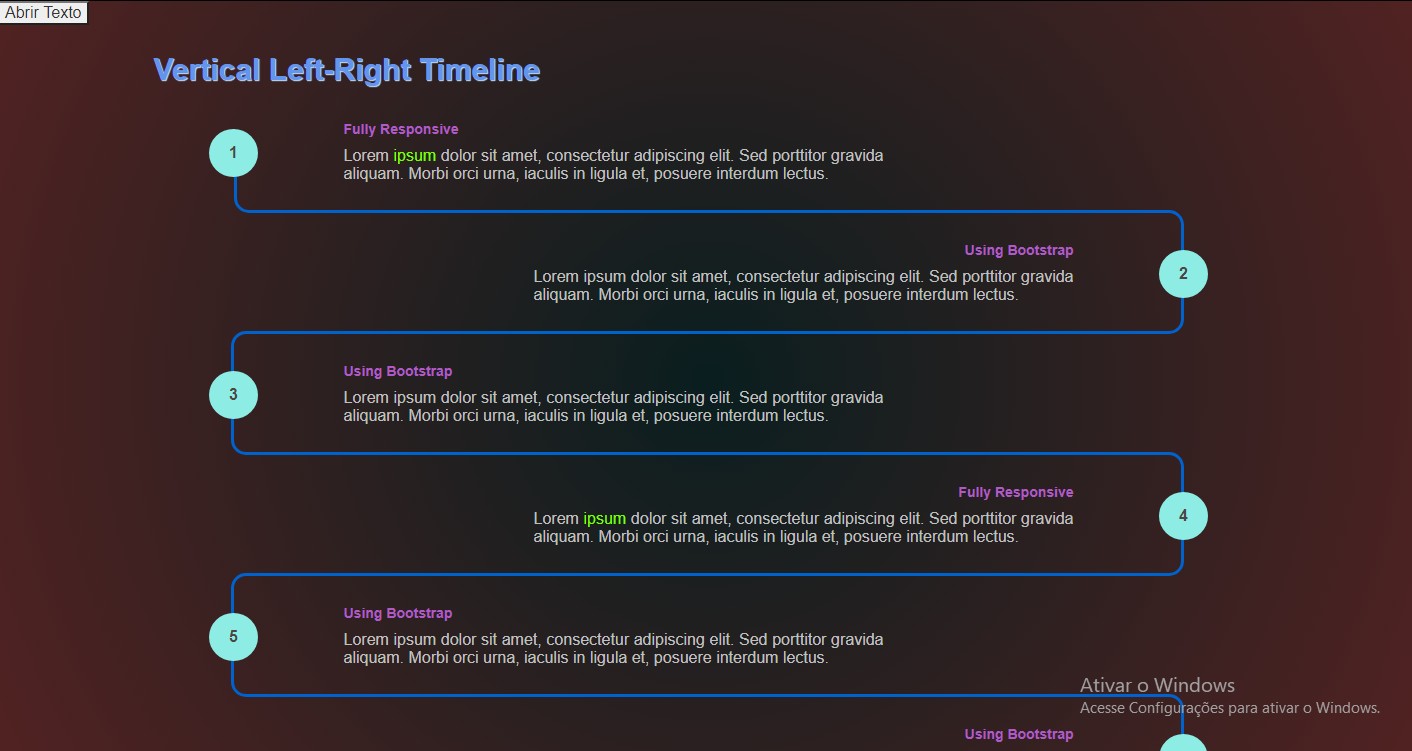 Abrir Texto
Vertical Left-Right Timeline
Fully Responsive
1
Lorem ipsum dolor sit amet, consectetur adipiscing elit. Sed porttitor gravida
aliquam. Morbi orci urna, iaculis in ligula et, posuere interdum lectus.
Using Bootstrap
2
Lorem ipsum dolor sit amet, consectetur adipiscing elit. Sed porttitor gravida
aliquam. Morbi orci urna, iaculis in ligula et, posuere interdum lectus.
Using Bootstrap
3
Lorem ipsum dolor sit amet, consectetur adipiscing elit. Sed porttitor gravida
aliquam. Morbi orci urna, iaculis in ligula et, posuere interdum lectus.
Fully Responsive
4
Lorem ipsum dolor sit amet, consectetur adipiscing elit. Sed porttitor gravida
aliquam. Morbi orci urna, iaculis in ligula et, posuere interdum lectus.
Using Bootstrap
5
Lorem ipsum dolor sit amet, consectetur adipiscing elit. Sed porttitor gravida
aliquam. Morbi orci urna, iaculis in ligula et, posuere interdum lectus.
Ativar o Windows
Acesse Configurações para ativar o Windows.
Using Bootstrap